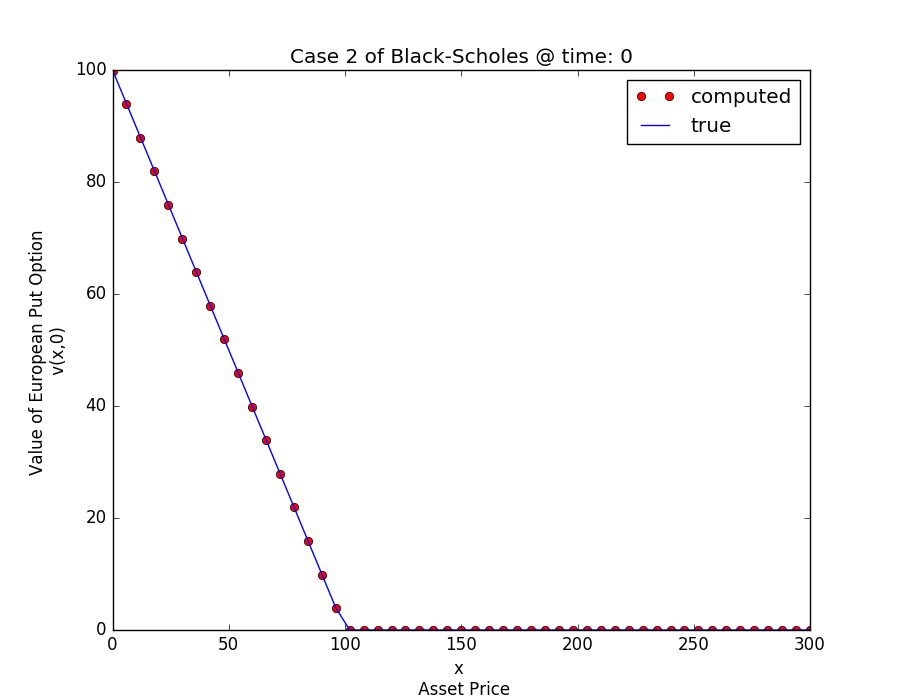 Case 2 of Black-Scholes @ time: 0
computed
true
100
80
60
40
20
0
Value of European Put Option
v(x,0)
0 50 100 150 200 250 300
x
Asset Price